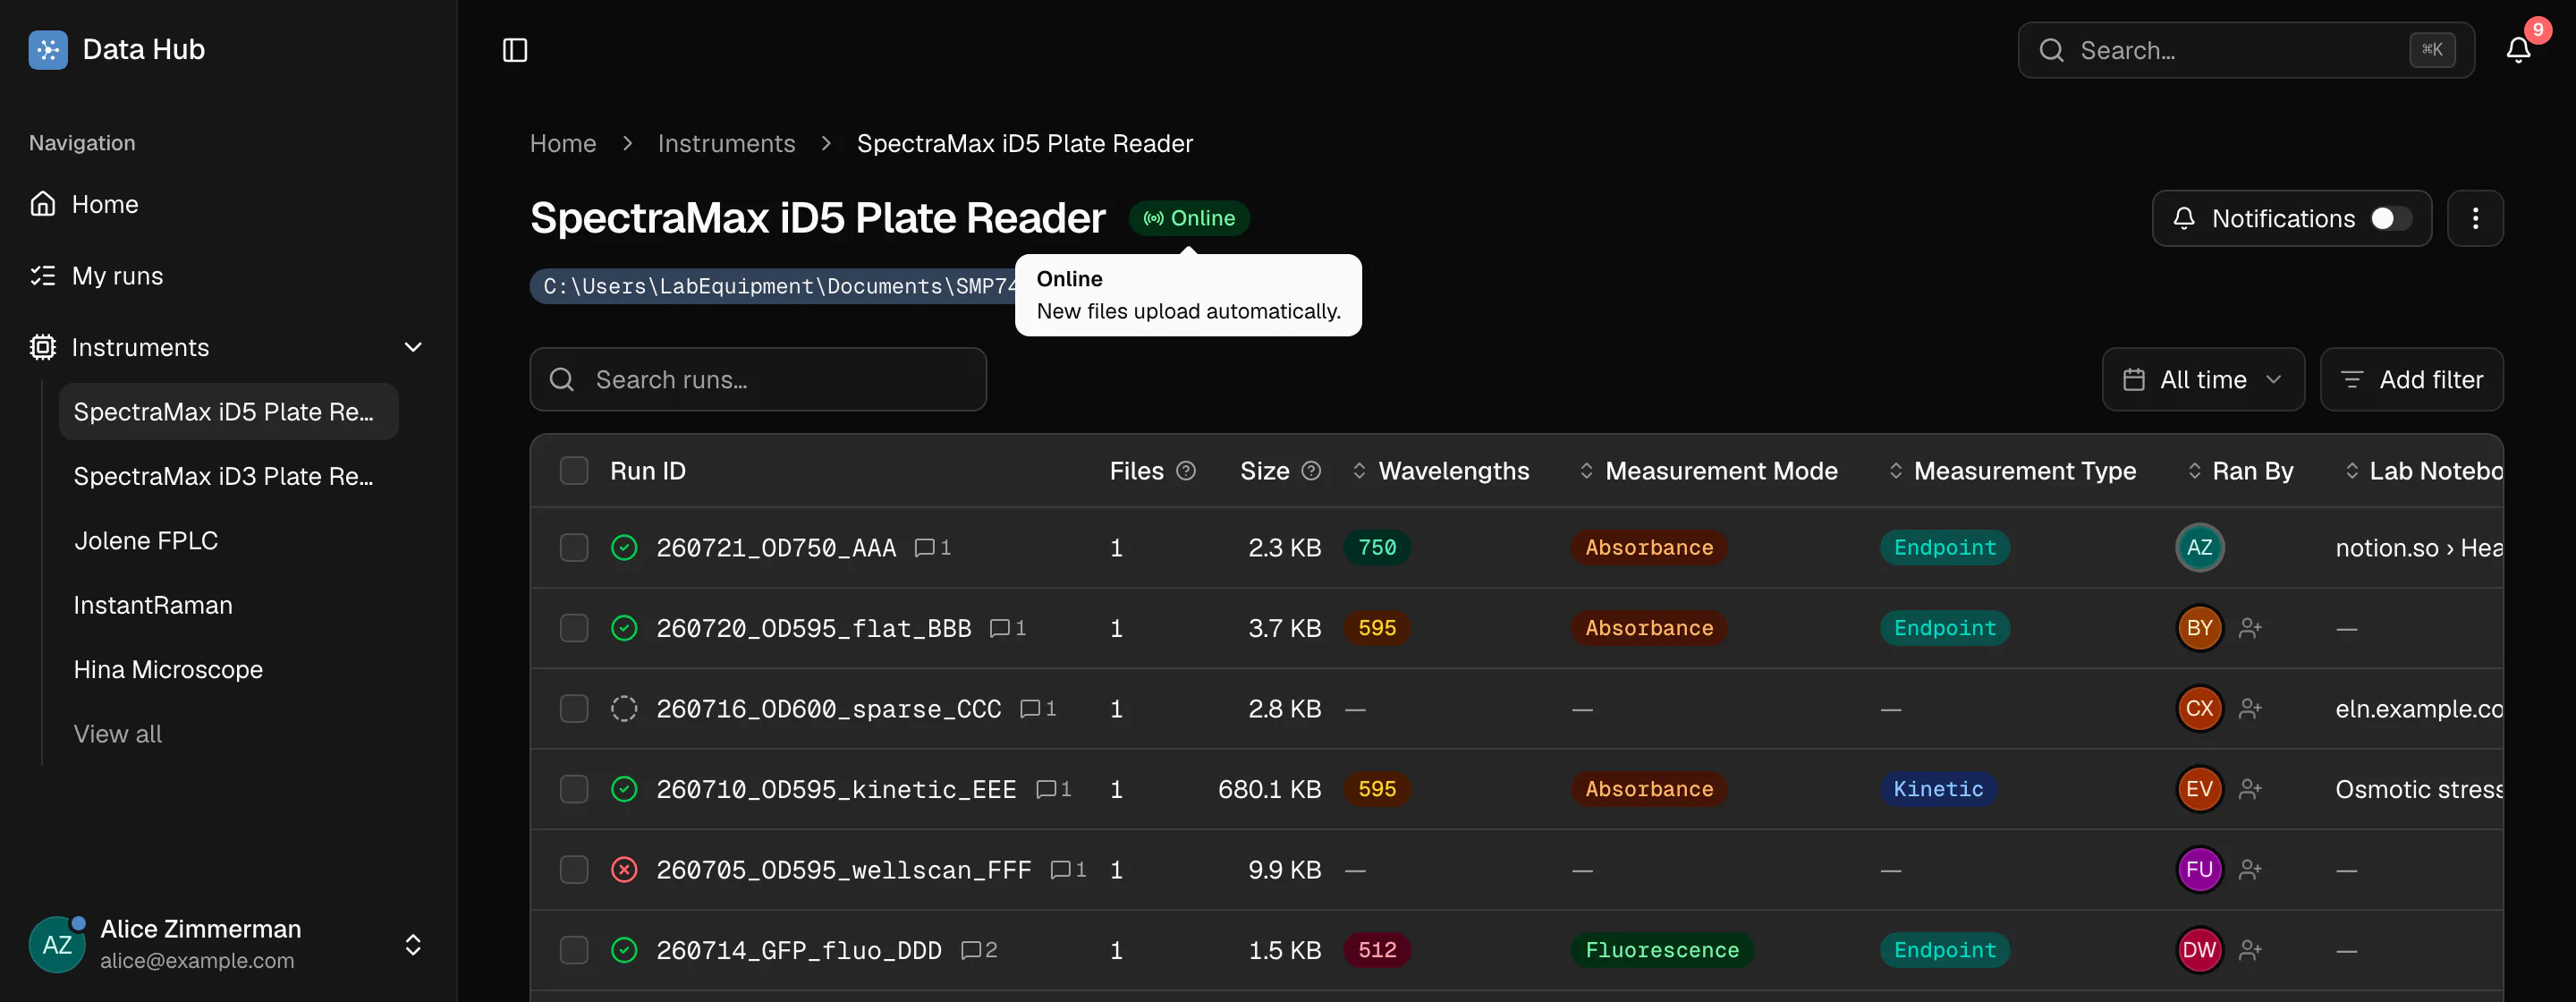 Data Hub
Search...
⌘K
9
Navigation
Home
My runs
Instruments
SpectraMax iD5 Plate Re...
SpectraMax iD3 Plate Re...
Jolene FPLC
InstantRaman
Hina Microscope
View all
AZ
Alice Zimmerman
alice@example.com
Home > Instruments > SpectraMax iD5 Plate Reader
SpectraMax iD5 Plate Reader Online
Notifications
C:\Users\LabEquipment\Documents\SMP74
Online
New files upload automatically.
Search runs...
All time
Add filter
Run ID Files Size Wavelengths Measurement Mode Measurement Type Ran By Lab Notebo
260721_OD750_AAA 1 1 2.3 KB 750 Absorbance Endpoint AZ notion.so › Hea
260720_OD595_flat_BBB 1 1 3.7 KB 595 Absorbance Endpoint BY —
260716_OD600_sparse_CCC 1 1 2.8 KB — — — CX eln.example.co
260710_OD595_kinetic_EEE 1 1 680.1 KB 595 Absorbance Kinetic EV Osmotic stress
260705_OD595_wellscan_FFF 1 1 9.9 KB — — — FU —
260714_GFP_fluo_DDD 2 1 1.5 KB 512 Fluorescence Endpoint DW —